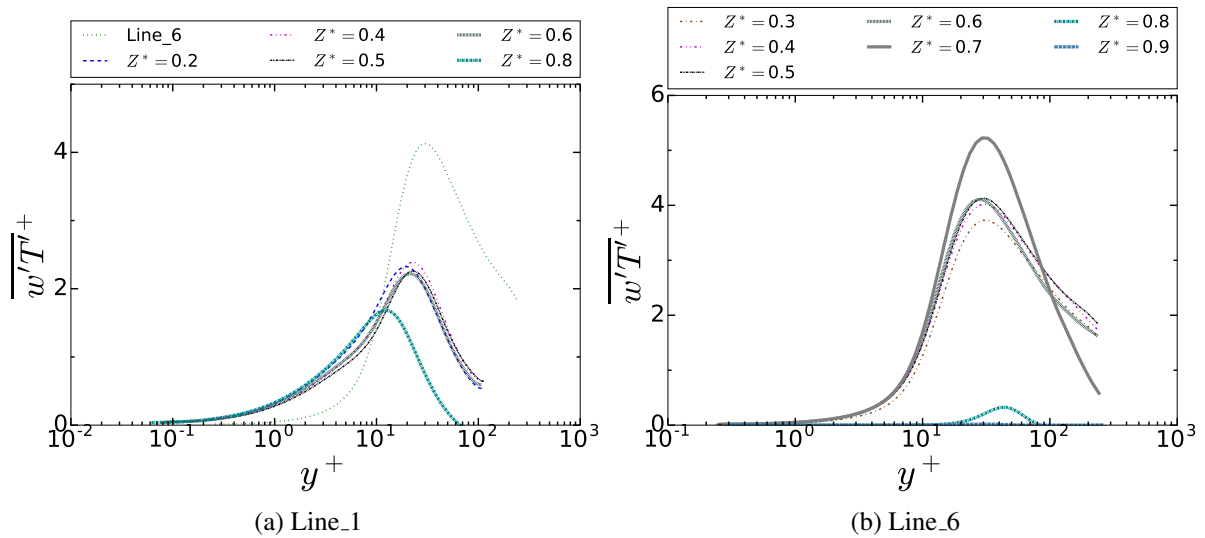 Line_6
Z* = 0.2
Z* = 0.4
Z* = 0.5
Z* = 0.6
Z* = 0.8
4
2
0
10⁻² 10⁻¹ 10⁰ 10¹ 10² 10³
w′T′⁺
y⁺
(a) Line_1
Z* = 0.3
Z* = 0.4
Z* = 0.5
Z* = 0.6
Z* = 0.7
Z* = 0.8
Z* = 0.9
6
4
2
0
10⁻¹ 10⁰ 10¹ 10² 10³
w′T′⁺
y⁺
(b) Line_6